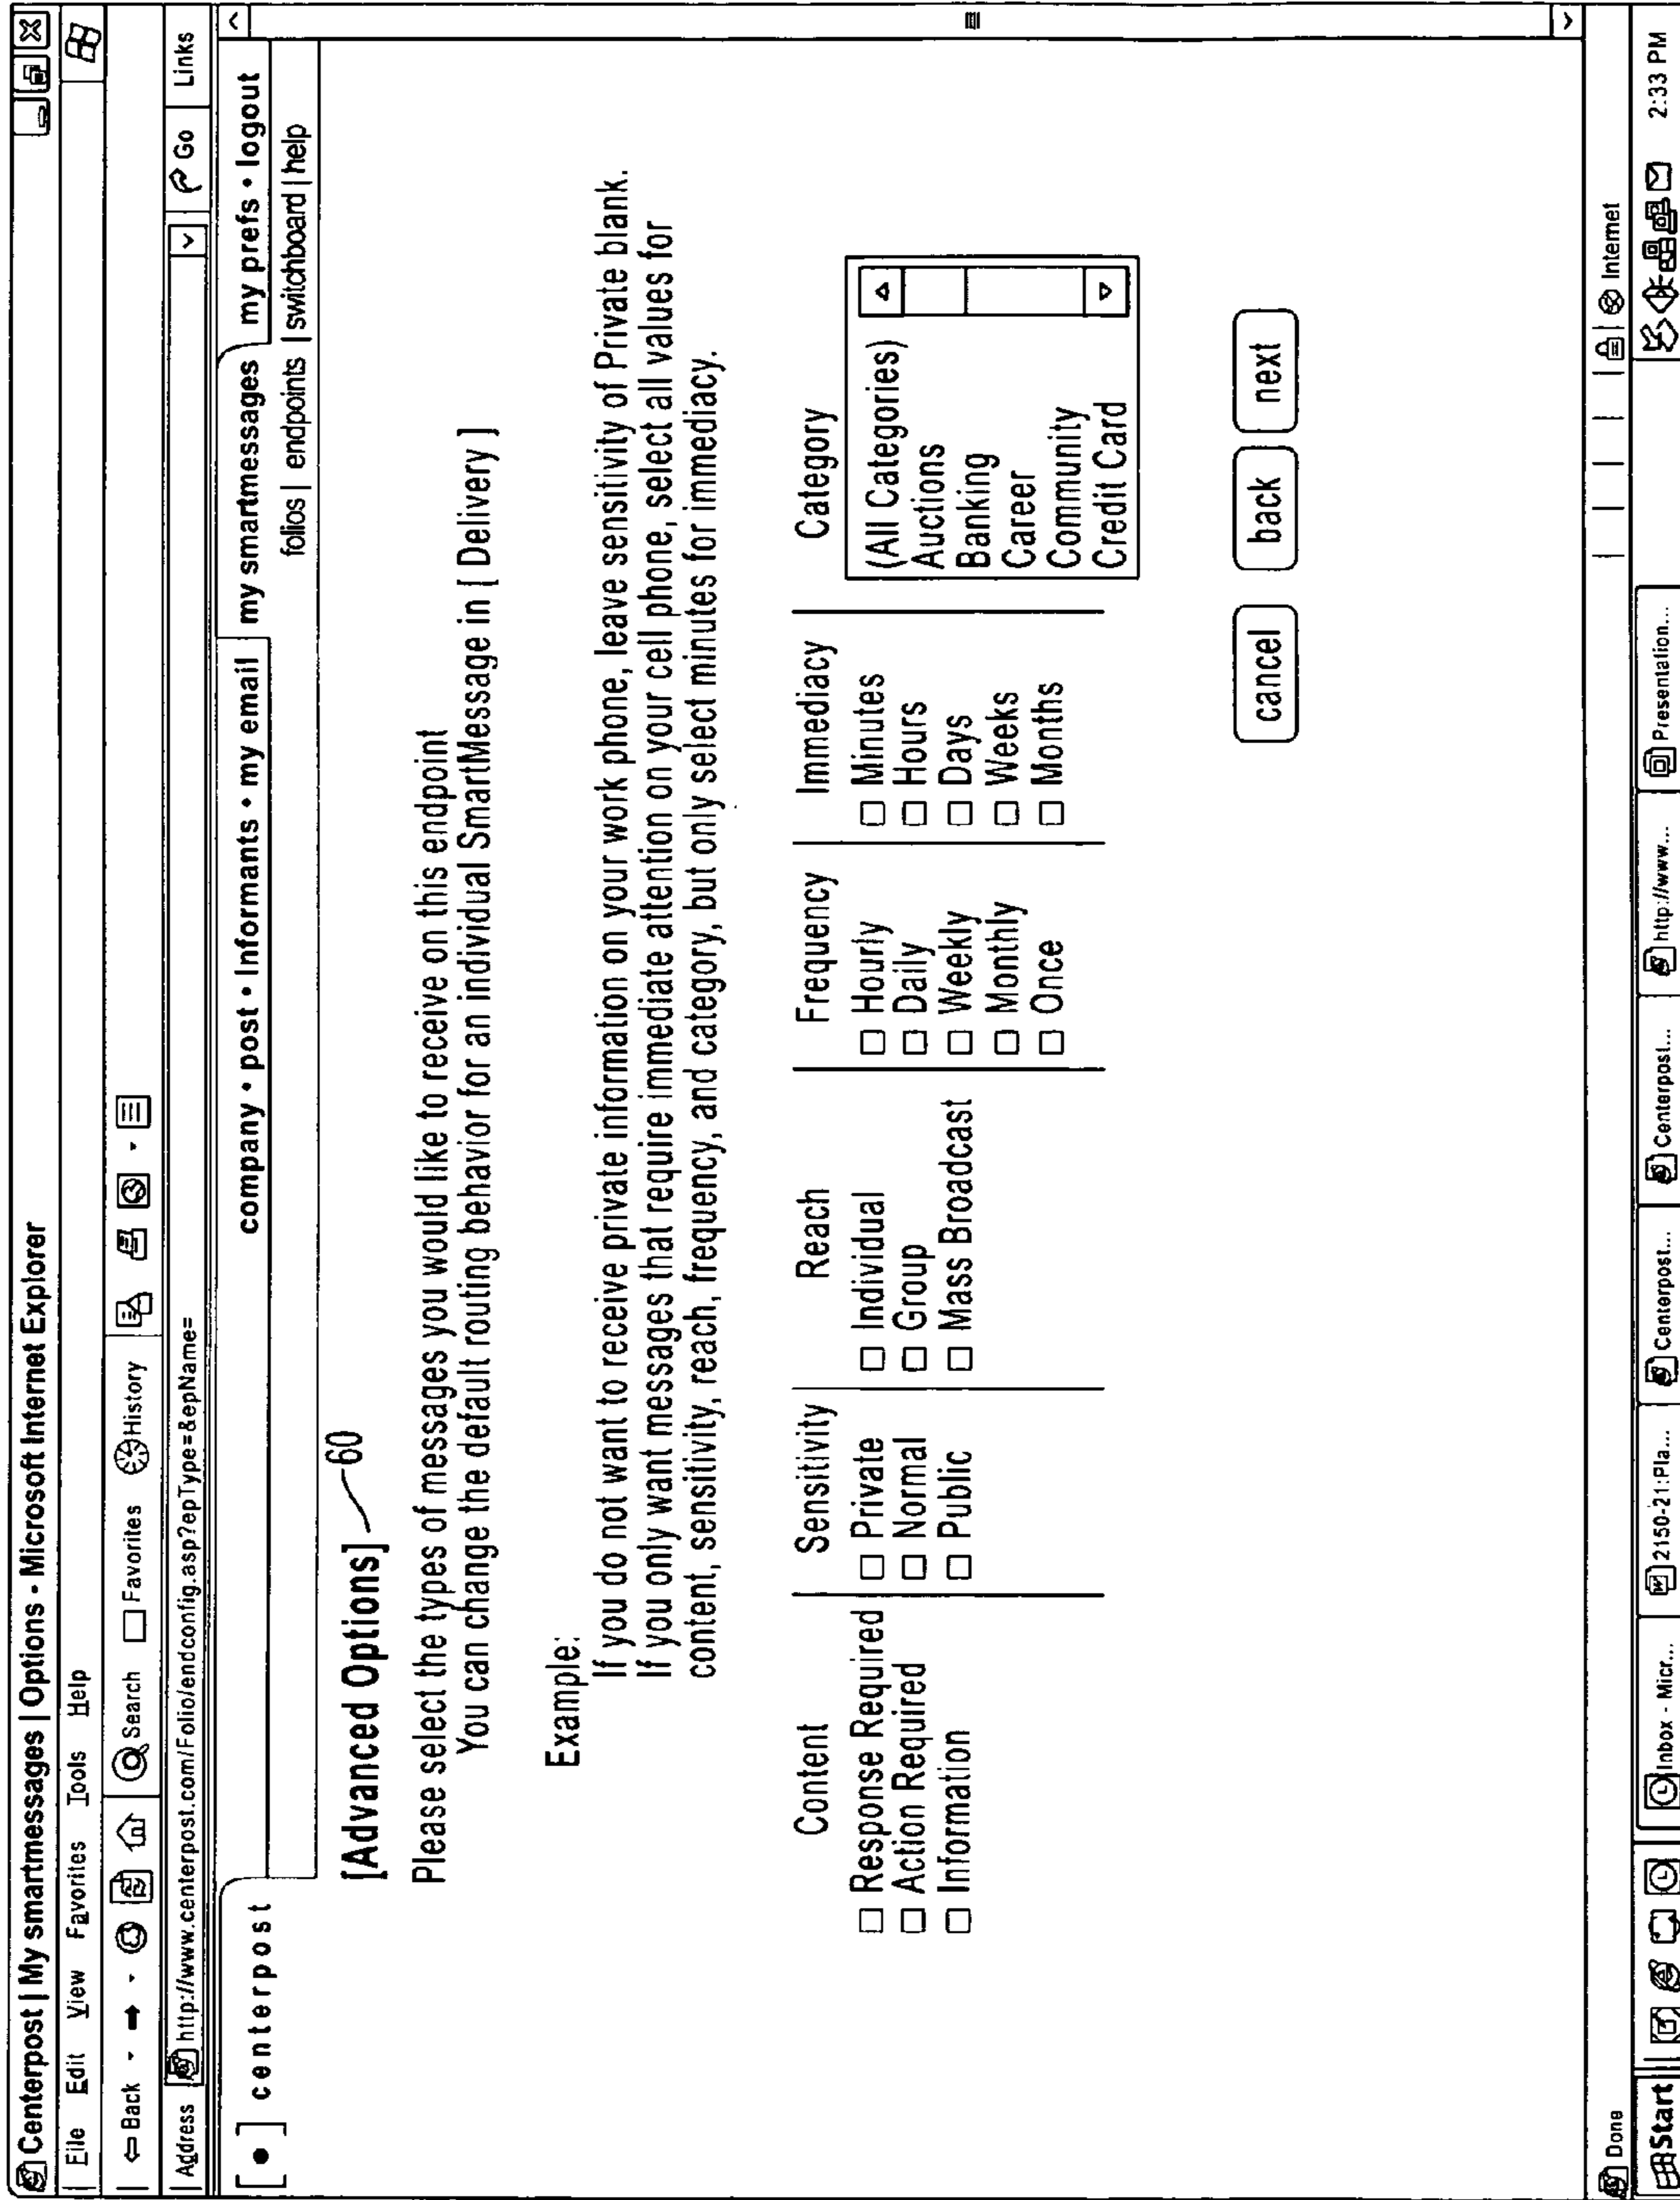 Centerpost | My smartmessages | Options - Microsoft Internet Explorer
File Edit View Favorites Tools Help
Back Search Favorites History
Address http://www.centerpost.com/Folio/endconfig.asp?epType=&epName= Go Links
[•] centerpost company • post • Informants • my email my smartmessages my prefs • logout
folios | endpoints | switchboard | help
[Advanced Options] 60
Please select the types of messages you would like to receive on this endpoint
You can change the default routing behavior for an individual SmartMessage in [ Delivery ]
Example:
If you do not want to receive private information on your work phone, leave sensitivity of Private blank.
If you only want messages that require immediate attention on your cell phone, select all values for
content, sensitivity, reach, frequency, and category, but only select minutes for immediacy.
Content Sensitivity Reach Frequency Immediacy Category
Response Required Private Individual Hourly Minutes (All Categories)
Action Required Normal Group Daily Hours Auctions
Information Public Mass Broadcast Weekly Days Banking
Monthly Weeks Career
Once Months Community
Credit Card
cancel back next
Done Internet
Start Inbox - Micr... 2150-21:Pla... Centerpost... Centerpost... http://www... Presentation... 2:33 PM